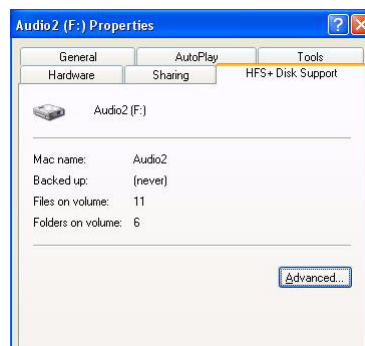 Audio2 (F:) Properties
General AutoPlay Tools
Hardware Sharing HFS+ Disk Support
Audio2 (F:)
Mac name: Audio2
Backed up: (never)
Files on volume: 11
Folders on volume: 6
Advanced...